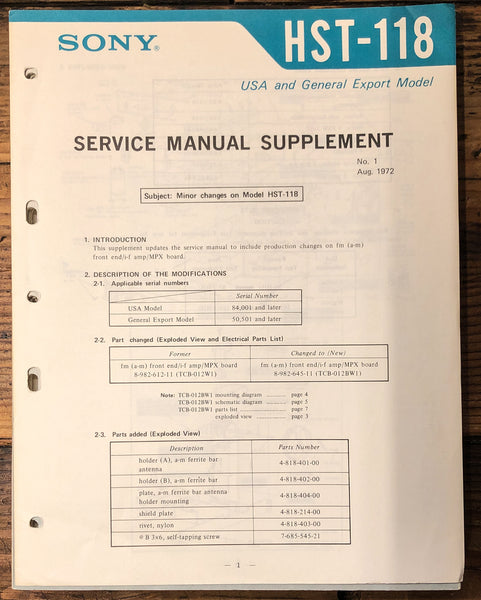 SONY®
HST-118
USA and General Export Model
SERVICE MANUAL SUPPLEMENT
No. 1
Aug. 1972
Subject: Minor changes on Model HST-118
1. INTRODUCTION
This supplement updates the service manual to include production changes on fm (a-m)
front end/i-f amp/MPX board.
2. DESCRIPTION OF THE MODIFICATIONS
2-1. Applicable serial numbers
Serial Number
USA Model 84,001 and later
General Export Model 50,501 and later
2-2. Part changed (Exploded View and Electrical Parts List)
Former Changed to (New)
fm (a-m) front end/i-f amp/MPX board fm (a-m) front end/i-f amp/MPX board
8-982-612-11 (TCB-012W1) 8-982-645-11 (TCB-012BW1)
Note: TCB-012BW1 mounting diagram ............ page 4
TCB-012BW1 schematic diagram ............ page 5
TCB-012BW1 parts list ............ page 7
exploded view ............ page 3
2-3. Parts added (Exploded View)
Description Parts Number
holder (A), a-m ferrite bar
antenna 4-818-401-00
holder (B), a-m ferrite bar 4-818-402-00
plate, a-m ferrite bar antenna
holder mounting 4-818-404-00
shield plate 4-818-214-00
rivet, nylon 4-818-403-00
⊕B 3x6, self-tapping screw 7-685-545-21
— 1 —